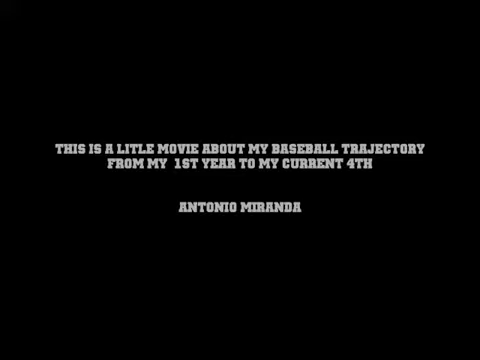 THIS IS A LITLE MOVIE ABOUT MY BASEBALL TRAJECTORY
FROM MY 1ST YEAR TO MY CURRENT 4TH
ANTONIO MIRANDA